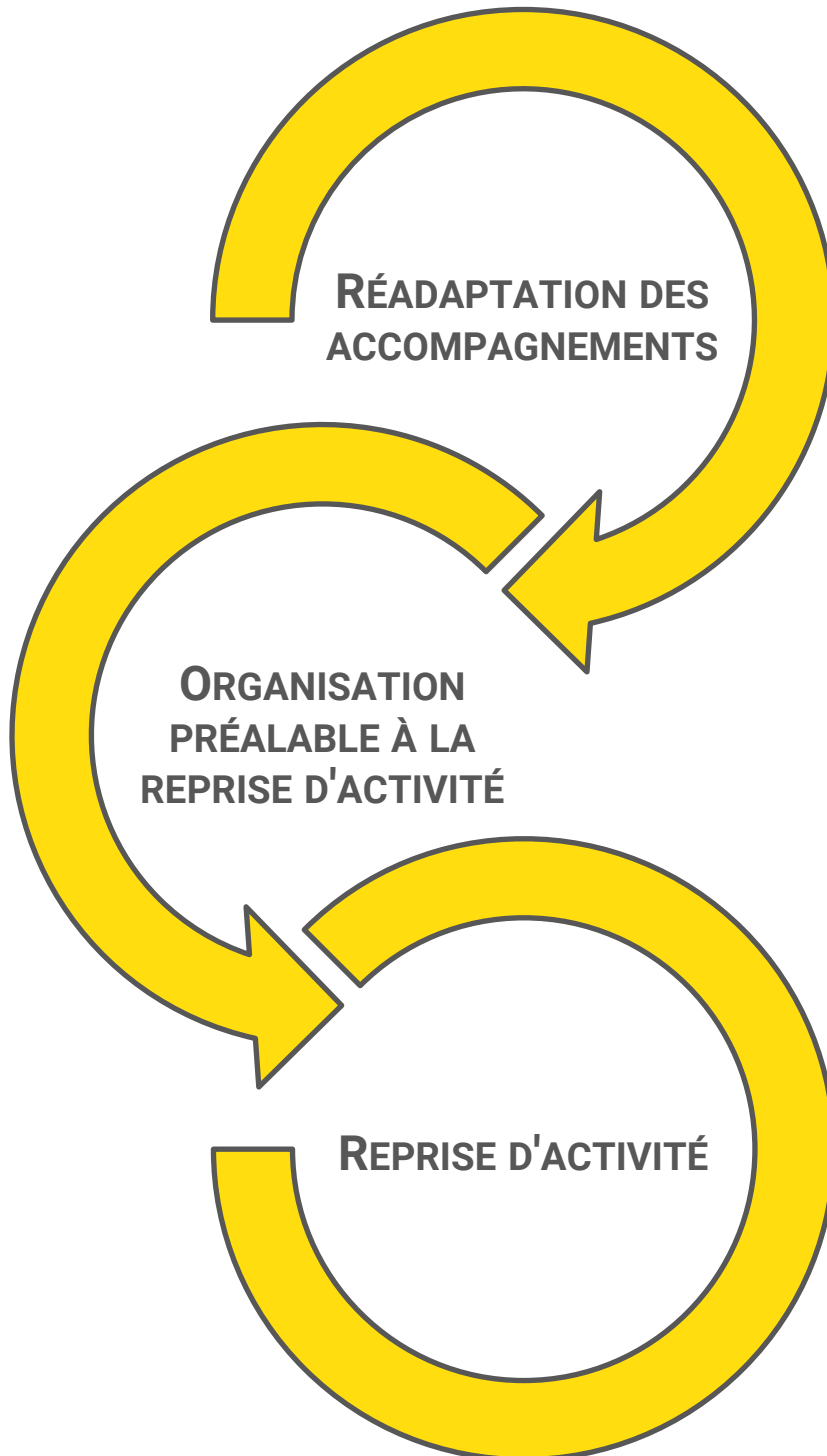 RÉADAPTATION DES
ACCOMPAGNEMENTS
ORGANISATION
PRÉALABLE À LA
REPRISE D'ACTIVITÉ
REPRISE D'ACTIVITÉ